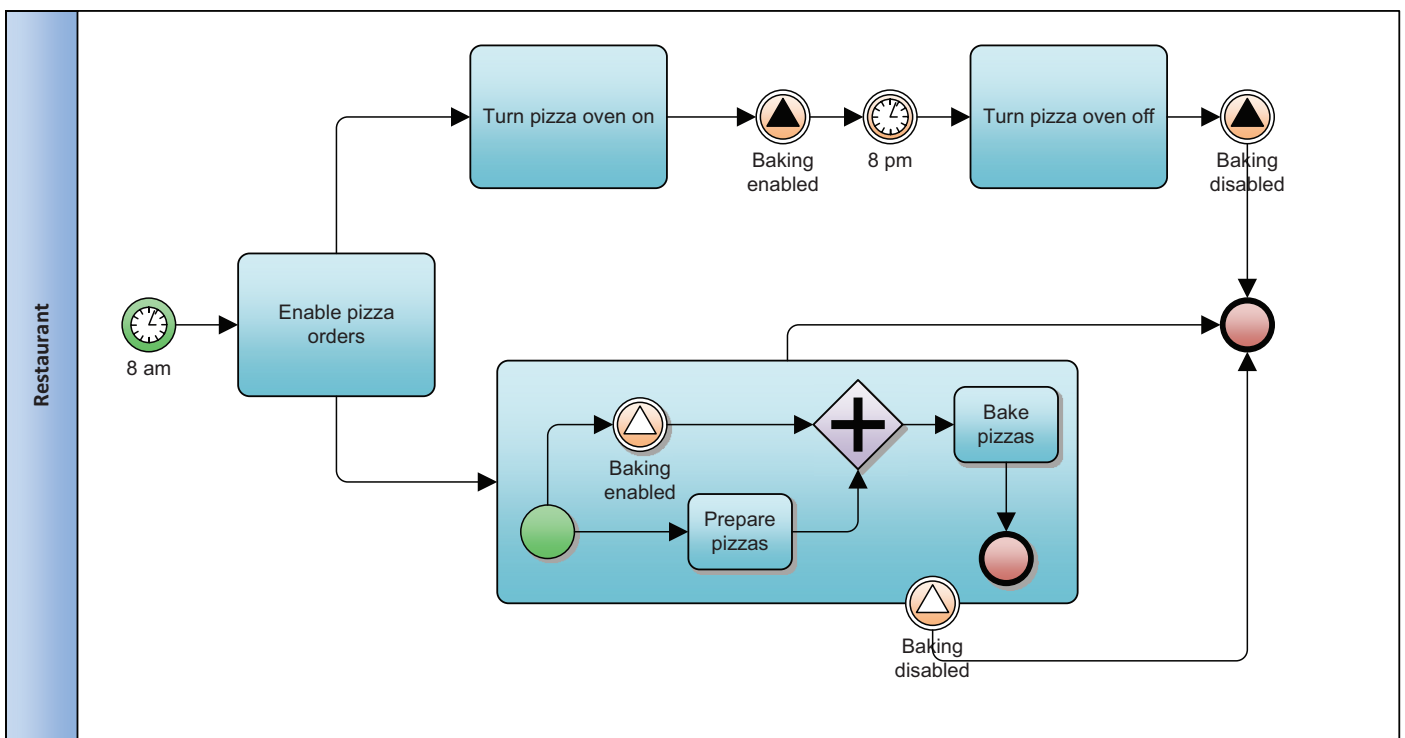 Restaurant
8 am
Enable pizza
orders
Turn pizza oven on
Baking
enabled
8 pm
Turn pizza oven off
Baking
disabled
Baking
enabled
Prepare
pizzas
Bake
pizzas
Baking
disabled